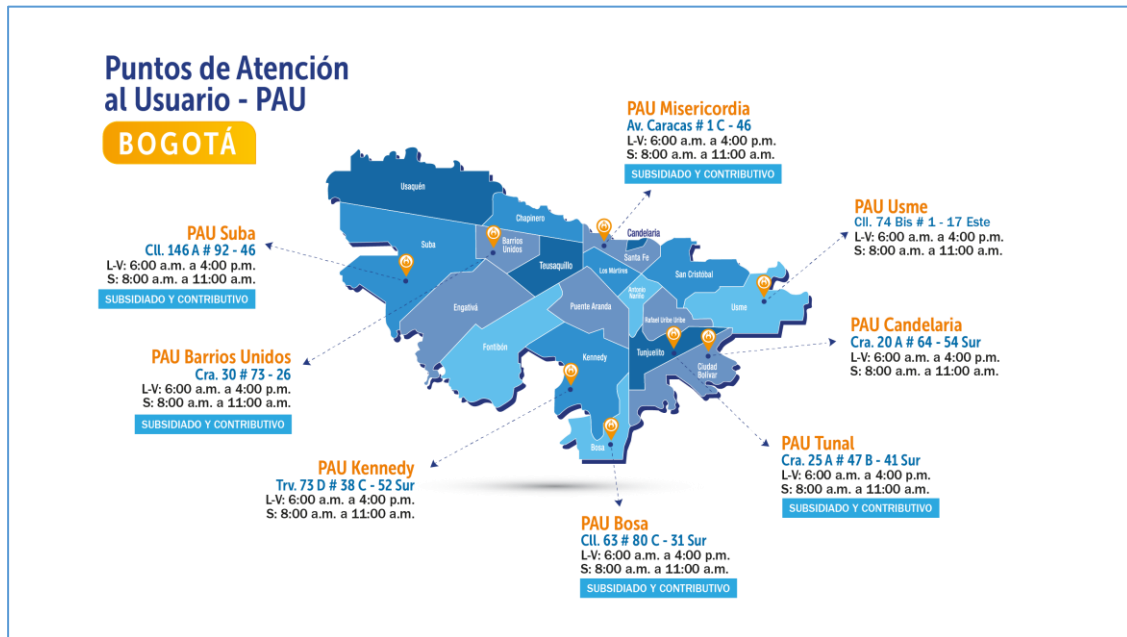 Puntos de Atención
al Usuario - PAU
BOGOTÁ
PAU Misericordia
Av. Caracas # 1 C - 46
L-V: 6:00 a.m. a 4:00 p.m.
S: 8:00 a.m. a 11:00 a.m.
SUBSIDIADO Y CONTRIBUTIVO
PAU Usme
Cll. 74 Bis # 1 - 17 Este
L-V: 6:00 a.m. a 4:00 p.m.
S: 8:00 a.m. a 11:00 a.m.
PAU Suba
Cll. 146 A # 92 - 46
L-V: 6:00 a.m. a 4:00 p.m.
S: 8:00 a.m. a 11:00 a.m.
SUBSIDIADO Y CONTRIBUTIVO
PAU Candelaria
Cra. 20 A # 64 - 54 Sur
L-V: 6:00 a.m. a 4:00 p.m.
S: 8:00 a.m. a 11:00 a.m.
PAU Barrios Unidos
Cra. 30 # 73 - 26
L-V: 6:00 a.m. a 4:00 p.m.
S: 8:00 a.m. a 11:00 a.m.
SUBSIDIADO Y CONTRIBUTIVO
PAU Tunal
Cra. 25 A # 47 B - 41 Sur
L-V: 6:00 a.m. a 4:00 p.m.
S: 8:00 a.m. a 11:00 a.m.
SUBSIDIADO Y CONTRIBUTIVO
PAU Kennedy
Trv. 73 D # 38 C - 52 Sur
L-V: 6:00 a.m. a 4:00 p.m.
S: 8:00 a.m. a 11:00 a.m.
PAU Bosa
Cll. 63 # 80 C - 31 Sur
L-V: 6:00 a.m. a 4:00 p.m.
S: 8:00 a.m. a 11:00 a.m.
SUBSIDIADO Y CONTRIBUTIVO
Usaquén
Chapinero
Suba
Barrios
Unidos
Candelaria
Santa Fe
Teusaquillo
Los Mártires
San Cristóbal
Antonio
Nariño
Engativá
Puente Aranda
Usme
Rafael Uribe Uribe
Fontibón
Kennedy
Tunjuelito
Ciudad
Bolívar
Bosa